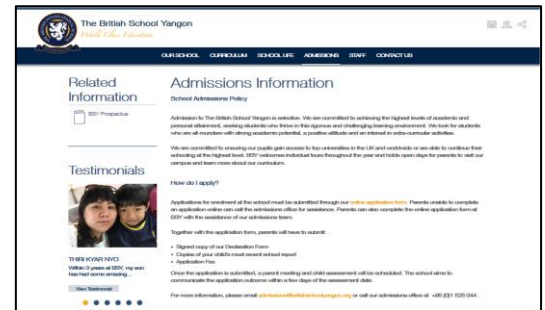 The British School Yangon
World Class Education
OUR SCHOOL CURRICULUM SCHOOL LIFE ADMISSIONS STAFF CONTACT US
Related
Information
BSY Prospectus
Testimonials
THIRI KYAR NYO
Within 3 years at BSY, my son
has had some amazing...
View Testimonial
Admissions Information
School Admissions Policy
Admission to The British School Yangon is selective. We are committed to achieving the highest levels of academic and
personal attainment, seeking students who thrive in this rigorous and challenging learning environment. We look for students
who are all-rounders with strong academic potential, a positive attitude and an interest in extra-curricular activities.
We are committed to ensuring our pupils gain access to top universities in the UK and worldwide or are able to continue their
schooling at the highest level. BSY welcomes individual tours throughout the year and holds open days for parents to visit our
campus and learn more about our curriculum.
How do I apply?
Applications for enrolment at the school must be submitted through our online application form. Parents unable to complete
an application online can call the admissions office for assistance. Parents can also complete the online application form at
BSY with the assistance of our admissions team.
Together with the application form, parents will have to submit:
• Signed copy of our Declaration Form
• Copies of your child's most recent school report
• Application Fee
Once the application is submitted, a parent meeting and child assessment will be scheduled. The school aims to
communicate the application outcome within a few days of the assessment date.
For more information, please email admissions@britishschoolyangon.org or call our admissions office at +95 (0)1 526 044 .